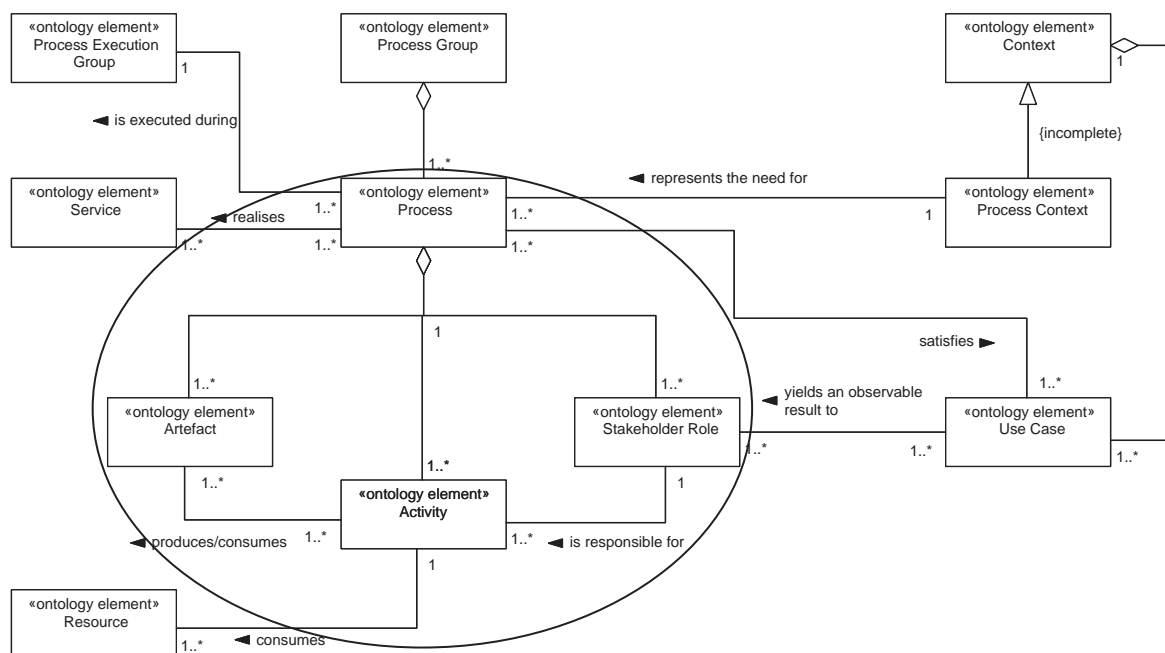 «ontology element»
Process Execution
Group
«ontology element»
Process Group
«ontology element»
Context
1
1
{incomplete}
◄ is executed during
1..*
«ontology element»
Service
«ontology element»
Process
◄ represents the need for
«ontology element»
Process Context
1..*
◄ realises
1..*
1
1..*
1..*
1..*
1
satisfies ►
1..*
1..*
1..*
◄ yields an observable
result to
«ontology element»
Artefact
«ontology element»
Stakeholder Role
«ontology element»
Use Case
1..*
1..*
1..*
1..*
1..*
1
«ontology element»
Activity
◄ produces/consumes
1..*
1..*
◄ is responsible for
1
«ontology element»
Resource
1..*
◄ consumes